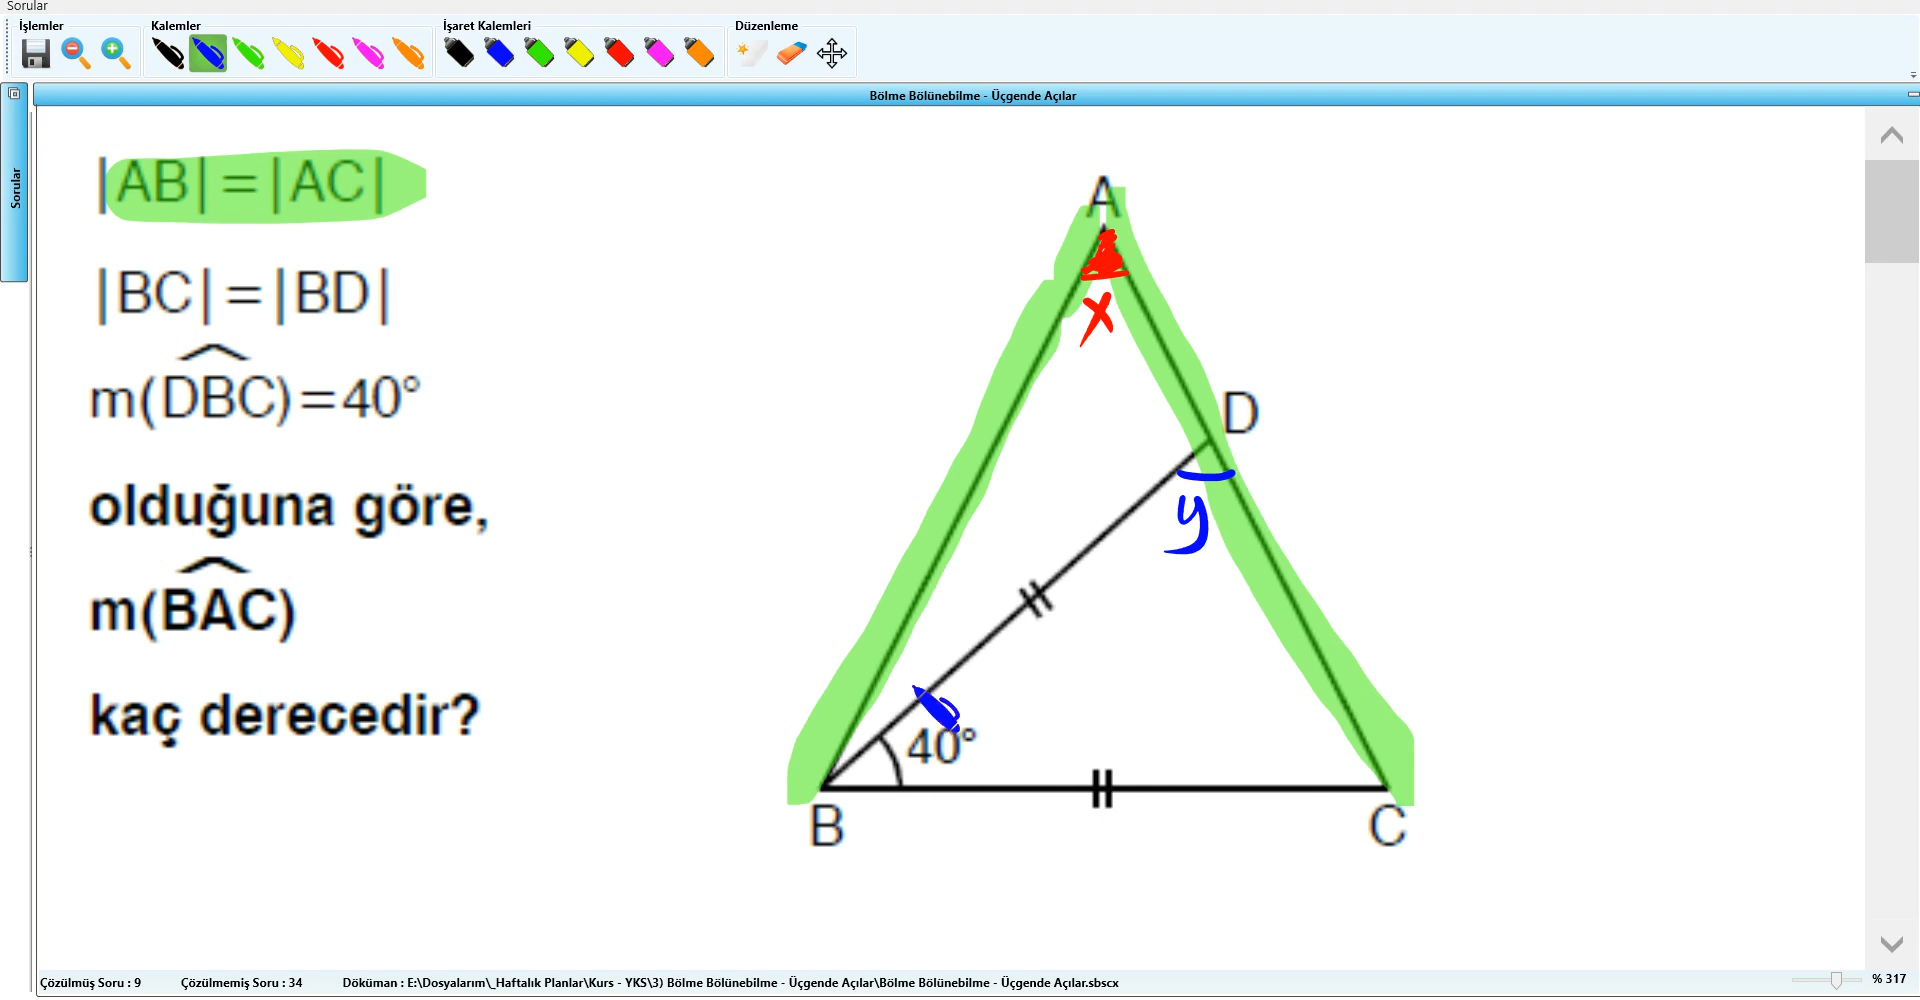 Sorular
İşlemler
Kalemler
İşaret Kalemleri
Düzenleme
Sorular
Bölme Bölünebilme - Üçgende Açılar
|AB|=|AC|
|BC|=|BD|
m(DBC)=40°
olduğuna göre,
m(BAC)
kaç derecedir?
A
x
D
y
40°
B
C
Çözülmüş Soru : 9
Çözülmemiş Soru : 34
Döküman : E:\Dosyalarım\_Haftalık Planlar\Kurs - YKS\3) Bölme Bölünebilme - Üçgende Açılar\Bölme Bölünebilme - Üçgende Açılar.sbscx
% 317